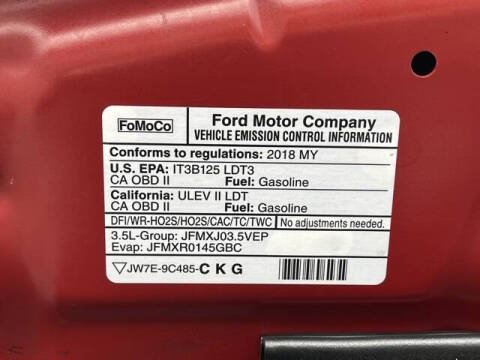 FoMoCo
Ford Motor Company
VEHICLE EMISSION CONTROL INFORMATION
Conforms to regulations: 2018 MY
U.S. EPA: IT3B125 LDT3
CA OBD II Fuel: Gasoline
California: ULEV II LDT
CA OBD II Fuel: Gasoline
DFI/WR-HO2S/HO2S/CAC/TC/TWC No adjustments needed.
3.5L-Group: JFMXJ03.5VEP
Evap: JFMXR0145GBC
JW7E-9C485-C K G